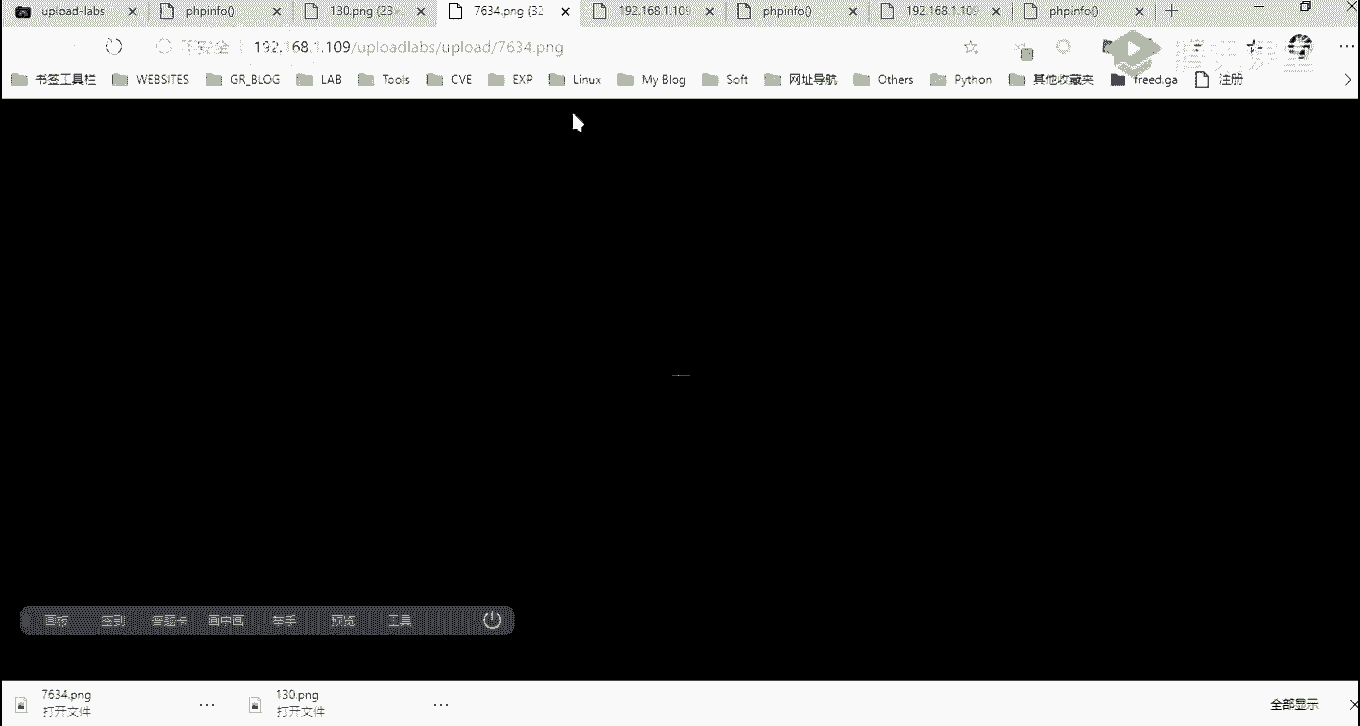 upload-labs phpinfo() 130.png (23 7634.png (32 192.168.1.109 phpinfo() 192.168.1.109 phpinfo()
不安全 192.168.1.109/uploadlabs/upload/7634.png
书签工具栏 WEBSITES GR_BLOG LAB Tools CVE EXP Linux My Blog Soft 网址导航 Others Python 其他收藏夹 freed.ga 注册
画板 签到 答题卡 画中画 举手 预览 工具
7634.png 130.png
打开文件 打开文件 全部显示